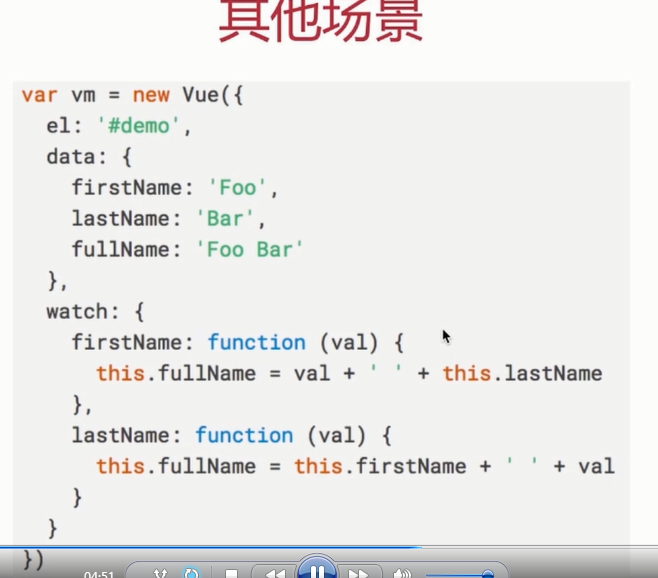 其他场景
var vm = new Vue({
  el: '#demo',
  data: {
    firstName: 'Foo',
    lastName: 'Bar',
    fullName: 'Foo Bar'
  },
  watch: {
    firstName: function (val) {
      this.fullName = val + ' ' + this.lastName
    },
    lastName: function (val) {
      this.fullName = this.firstName + ' ' + val
    }
  }
})
04:51